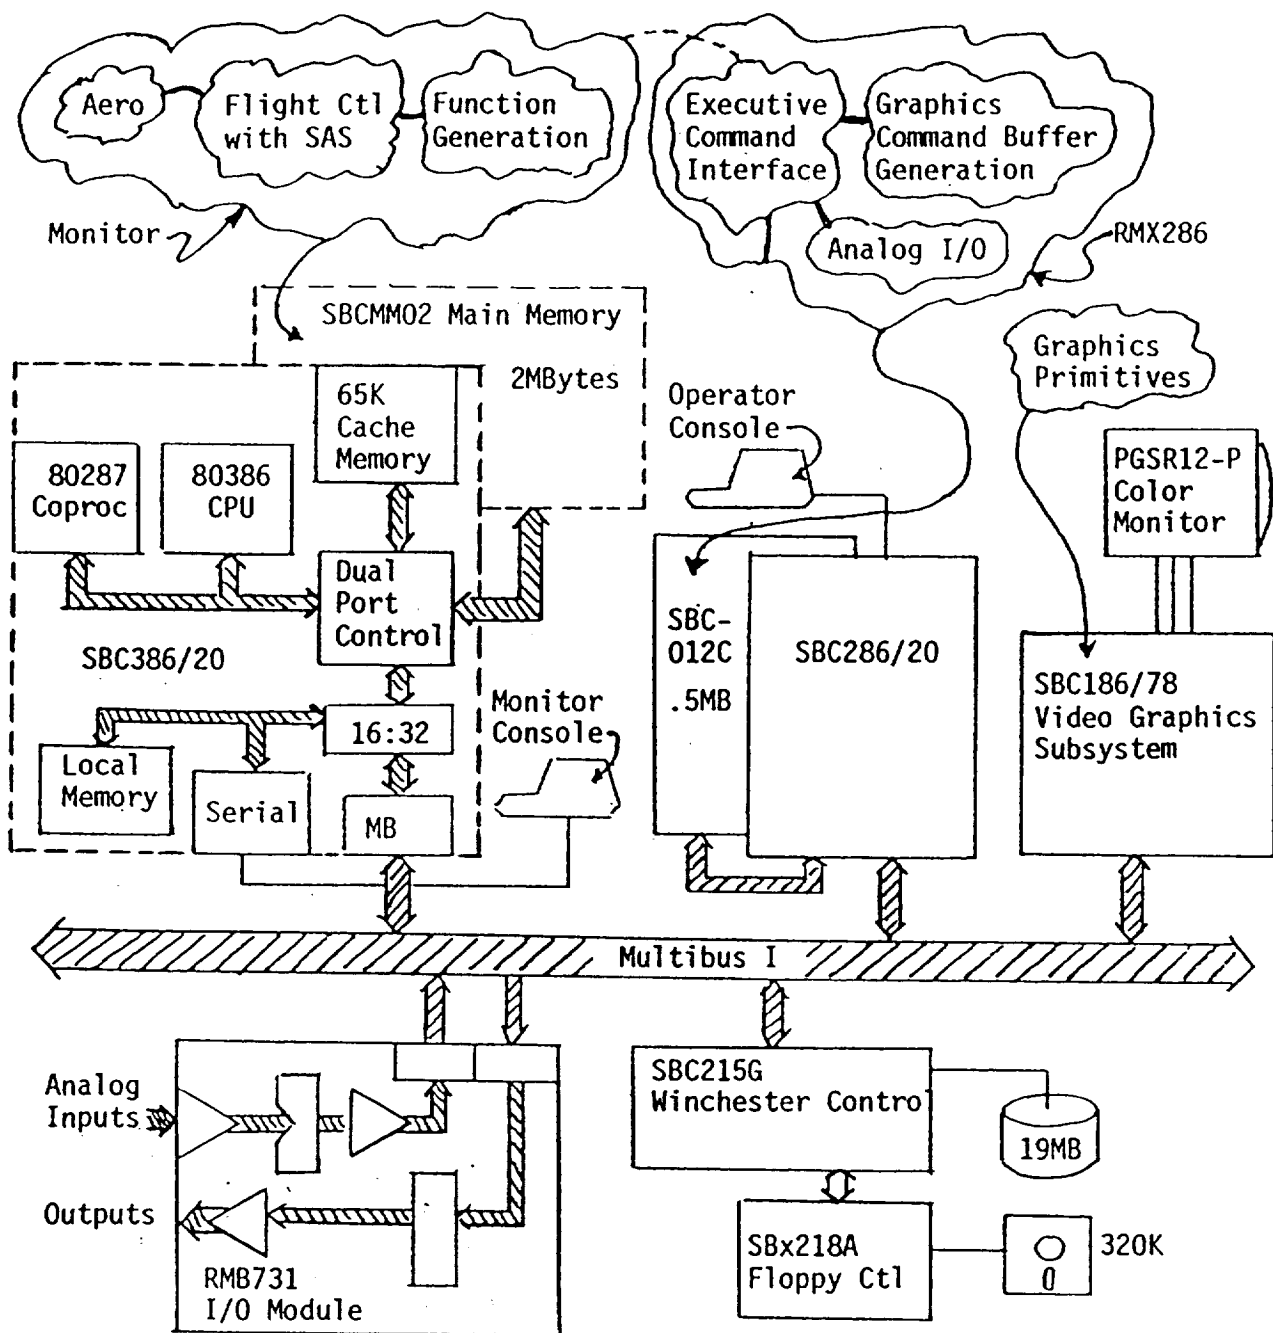 Aero
Flight Ctl
with SAS
Function
Generation
Executive
Command
Interface
Graphics
Command Buffer
Generation
Analog I/O
Monitor
RMX286
SBCMM02 Main Memory
2MBytes
65K
Cache
Memory
80287
Coproc
80386
CPU
Dual
Port
Control
SBC386/20
16:32
Local
Memory
Serial
MB
Monitor
Console
Operator
Console
SBC-
012C
.5MB
SBC286/20
Graphics
Primitives
PGSR12-P
Color
Monitor
SBC186/78
Video Graphics
Subsystem
Multibus I
Analog
Inputs
Outputs
RMB731
I/O Module
SBC215G
Winchester Control
19MB
SBx218A
Floppy Ctl
320K